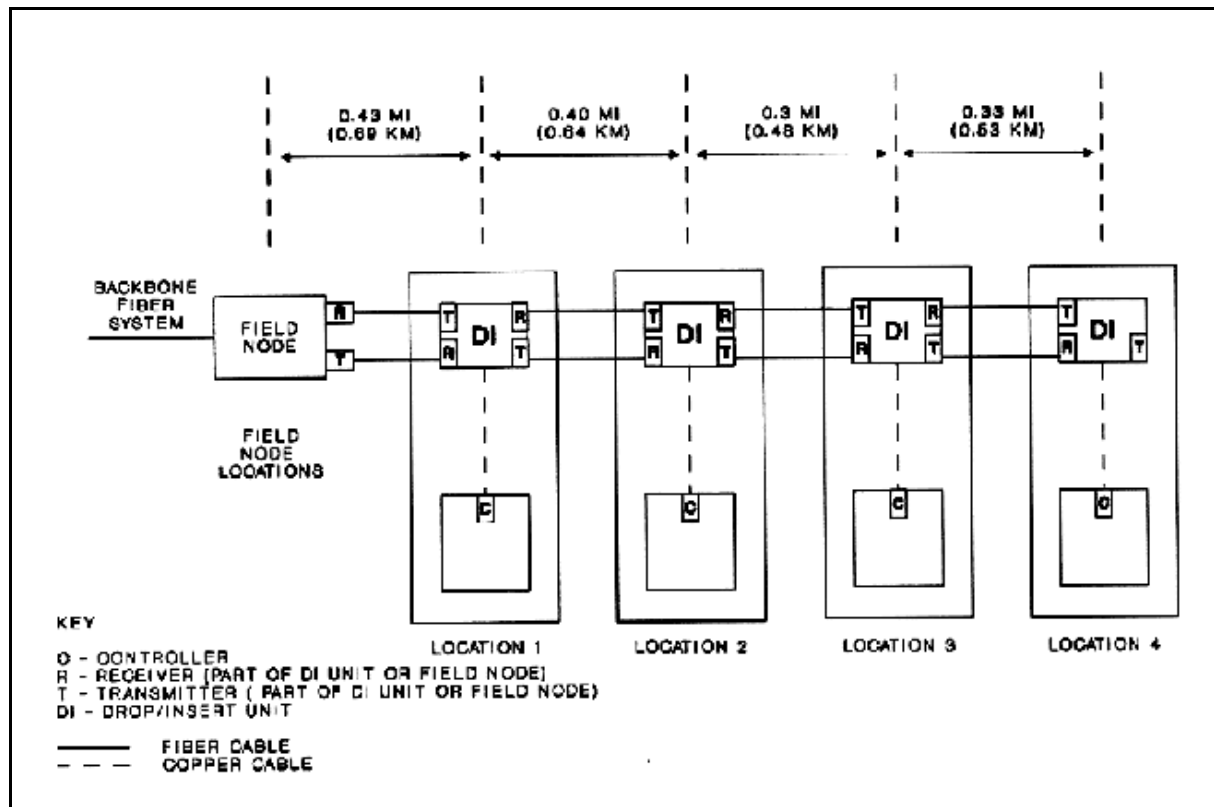 0.43 MI
(0.69 KM)
0.40 MI
(0.64 KM)
0.3 MI
(0.48 KM)
0.33 MI
(0.53 KM)
BACKBONE
FIBER
SYSTEM
FIELD
NODE
R
T
T
R
DI
R
T
T
R
DI
R
T
T
R
DI
R
T
T
R
DI
T
FIELD
NODE
LOCATIONS
C
C
C
C
LOCATION 1
LOCATION 2
LOCATION 3
LOCATION 4
KEY
C - CONTROLLER
R - RECEIVER (PART OF DI UNIT OR FIELD NODE)
T - TRANSMITTER ( PART OF DI UNIT OR FIELD NODE)
DI - DROP/INSERT UNIT
FIBER CABLE
COPPER CABLE